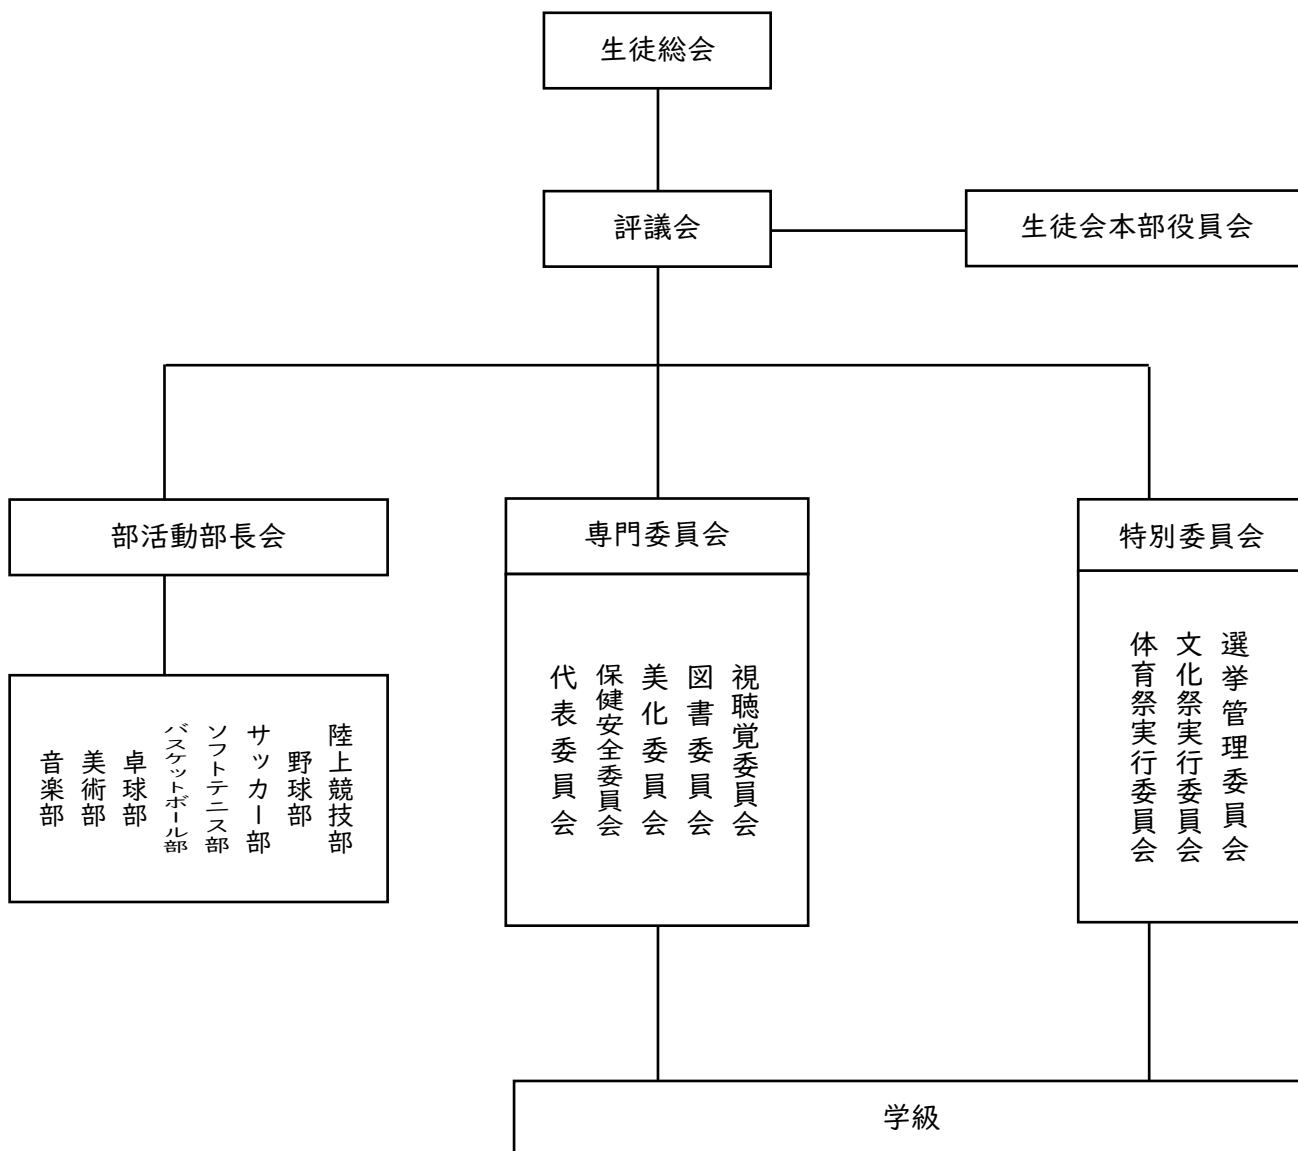 生徒総会
評議会
生徒会本部役員会
部活動部長会
専門委員会
特別委員会
陸上競技部
野球部
サッカー部
ソフトテニス部
バスケットボール部
卓球部
美術部
音楽部
視聴覚委員会
図書委員会
美化委員会
保健安全委員会
代表委員会
選挙管理委員会
文化祭実行委員会
体育祭実行委員会
学級